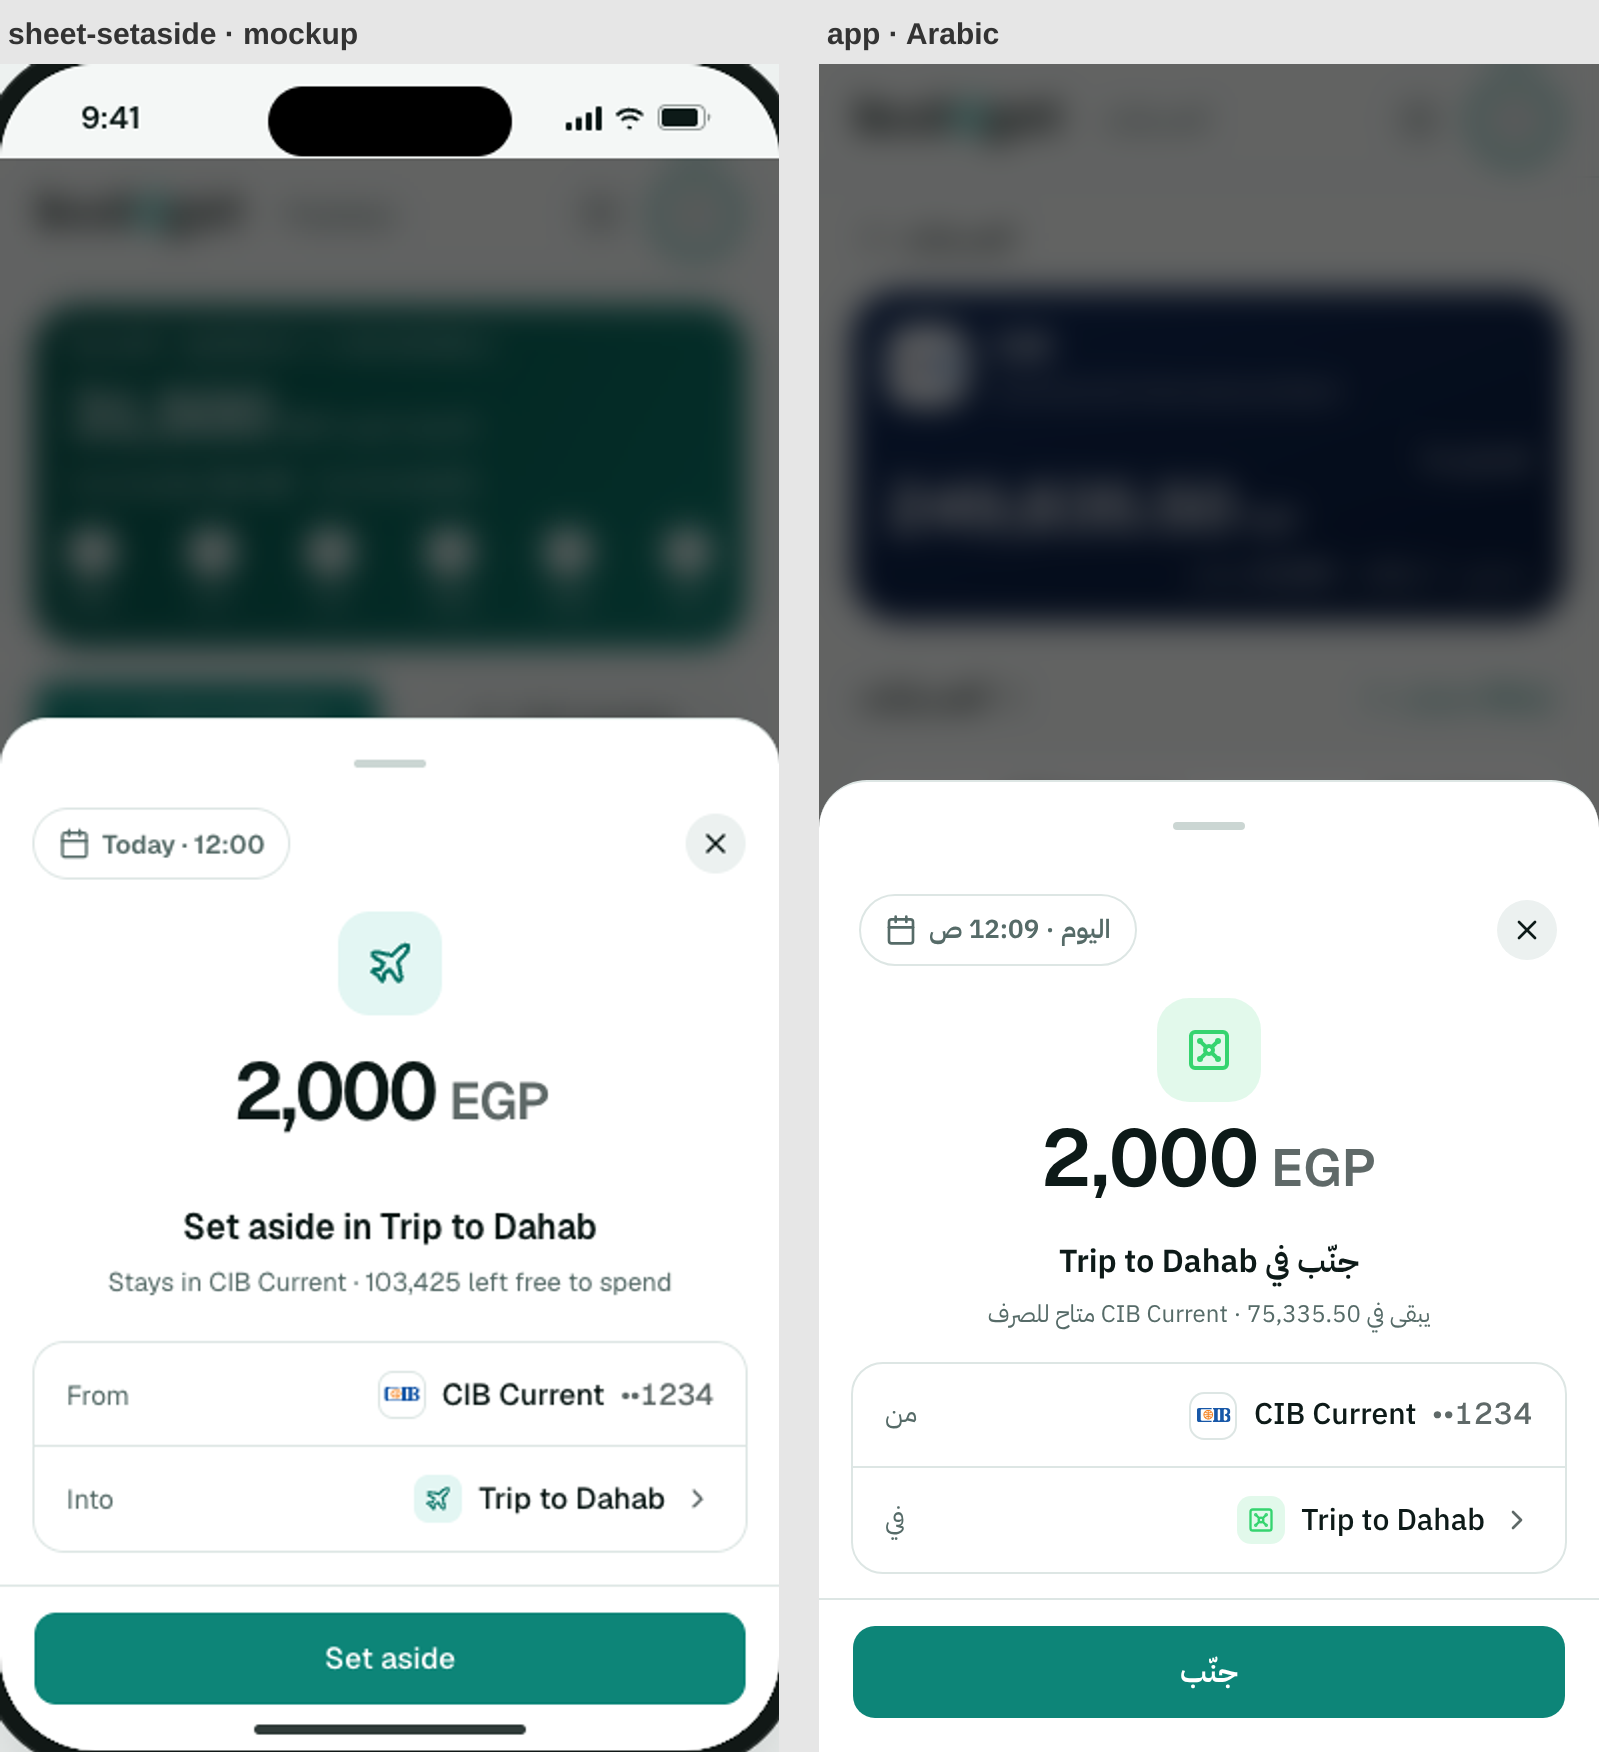 sheet-setaside · mockup
9:41
Today · 12:00
2,000 EGP
Set aside in Trip to Dahab
Stays in CIB Current · 103,425 left free to spend
From
CIB
CIB Current ••1234
Into
Trip to Dahab
Set aside
app · Arabic
اليوم · 12:09 ص
2,000 EGP
جنّب في Trip to Dahab
يبقى في CIB Current · 75,335.50 متاح للصرف
من
CIB
CIB Current ••1234
في
Trip to Dahab
جنّب